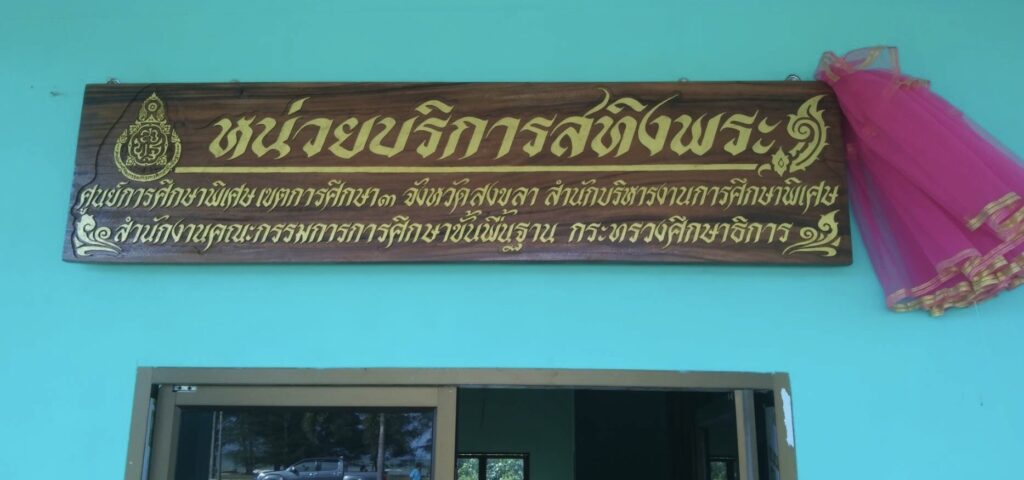 หน่วยบริการสทิงพระ
ศูนย์การศึกษาพิเศษ เขตการศึกษา๓ จังหวัดสงขลา สำนักบริหารงานการศึกษาพิเศษ
สำนักงานคณะกรรมการการศึกษาขั้นพื้นฐาน กระทรวงศึกษาธิการ